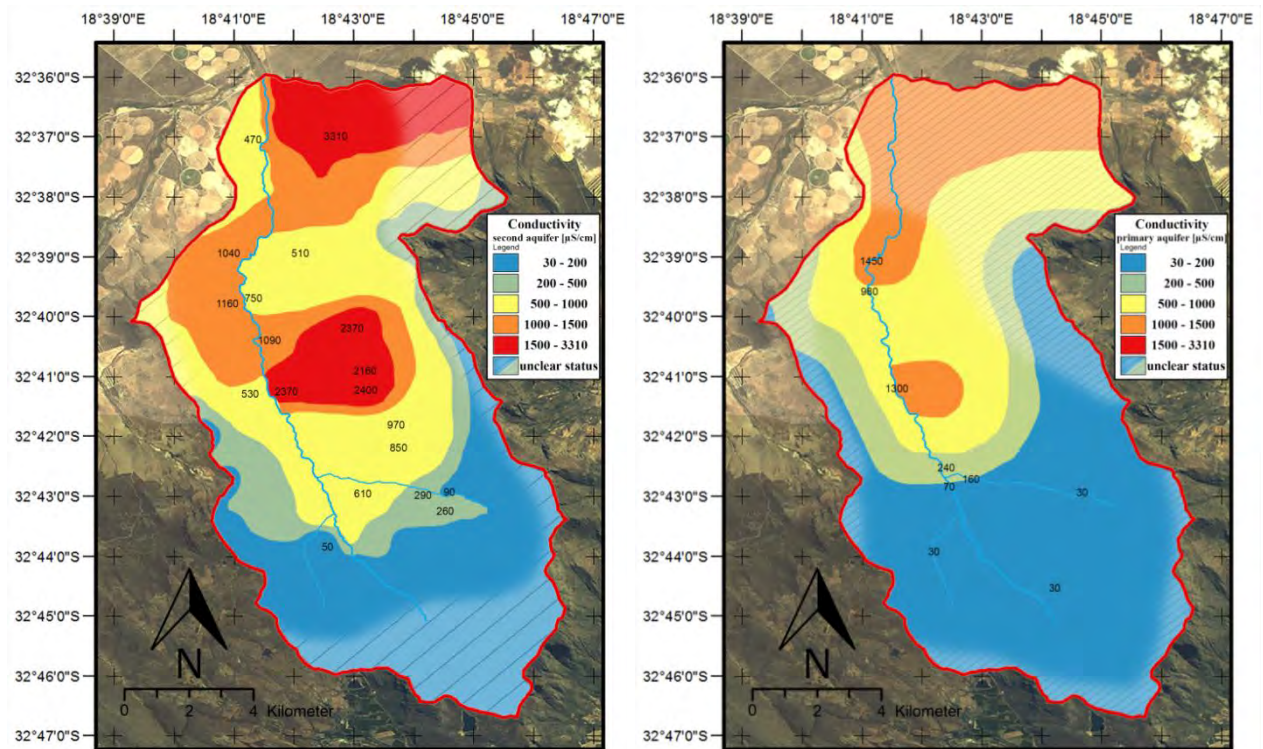 18°39'0"E 18°41'0"E 18°43'0"E 18°45'0"E 18°47'0"E
32°36'0"S
32°37'0"S
32°38'0"S
32°39'0"S
32°40'0"S
32°41'0"S
32°42'0"S
32°43'0"S
32°44'0"S
32°45'0"S
32°46'0"S
32°47'0"S
470
3310
1040
510
1160
750
2370
1090
2160
530
2370
2400
970
850
610
290
90
260
50
Conductivity
second aquifer [µS/cm]
Legend
30 - 200
200 - 500
500 - 1000
1000 - 1500
1500 - 3310
unclear status
N
0 2 4 Kilometer
18°39'0"E 18°41'0"E 18°43'0"E 18°45'0"E 18°47'0"E
32°36'0"S
32°37'0"S
32°38'0"S
32°39'0"S
32°40'0"S
32°41'0"S
32°42'0"S
32°43'0"S
32°44'0"S
32°45'0"S
32°46'0"S
32°47'0"S
1450
980
1300
240
160
70
30
30
30
Conductivity
primary aquifer [µS/cm]
Legend
30 - 200
200 - 500
500 - 1000
1000 - 1500
1500 - 3310
unclear status
N
0 2 4 Kilometer